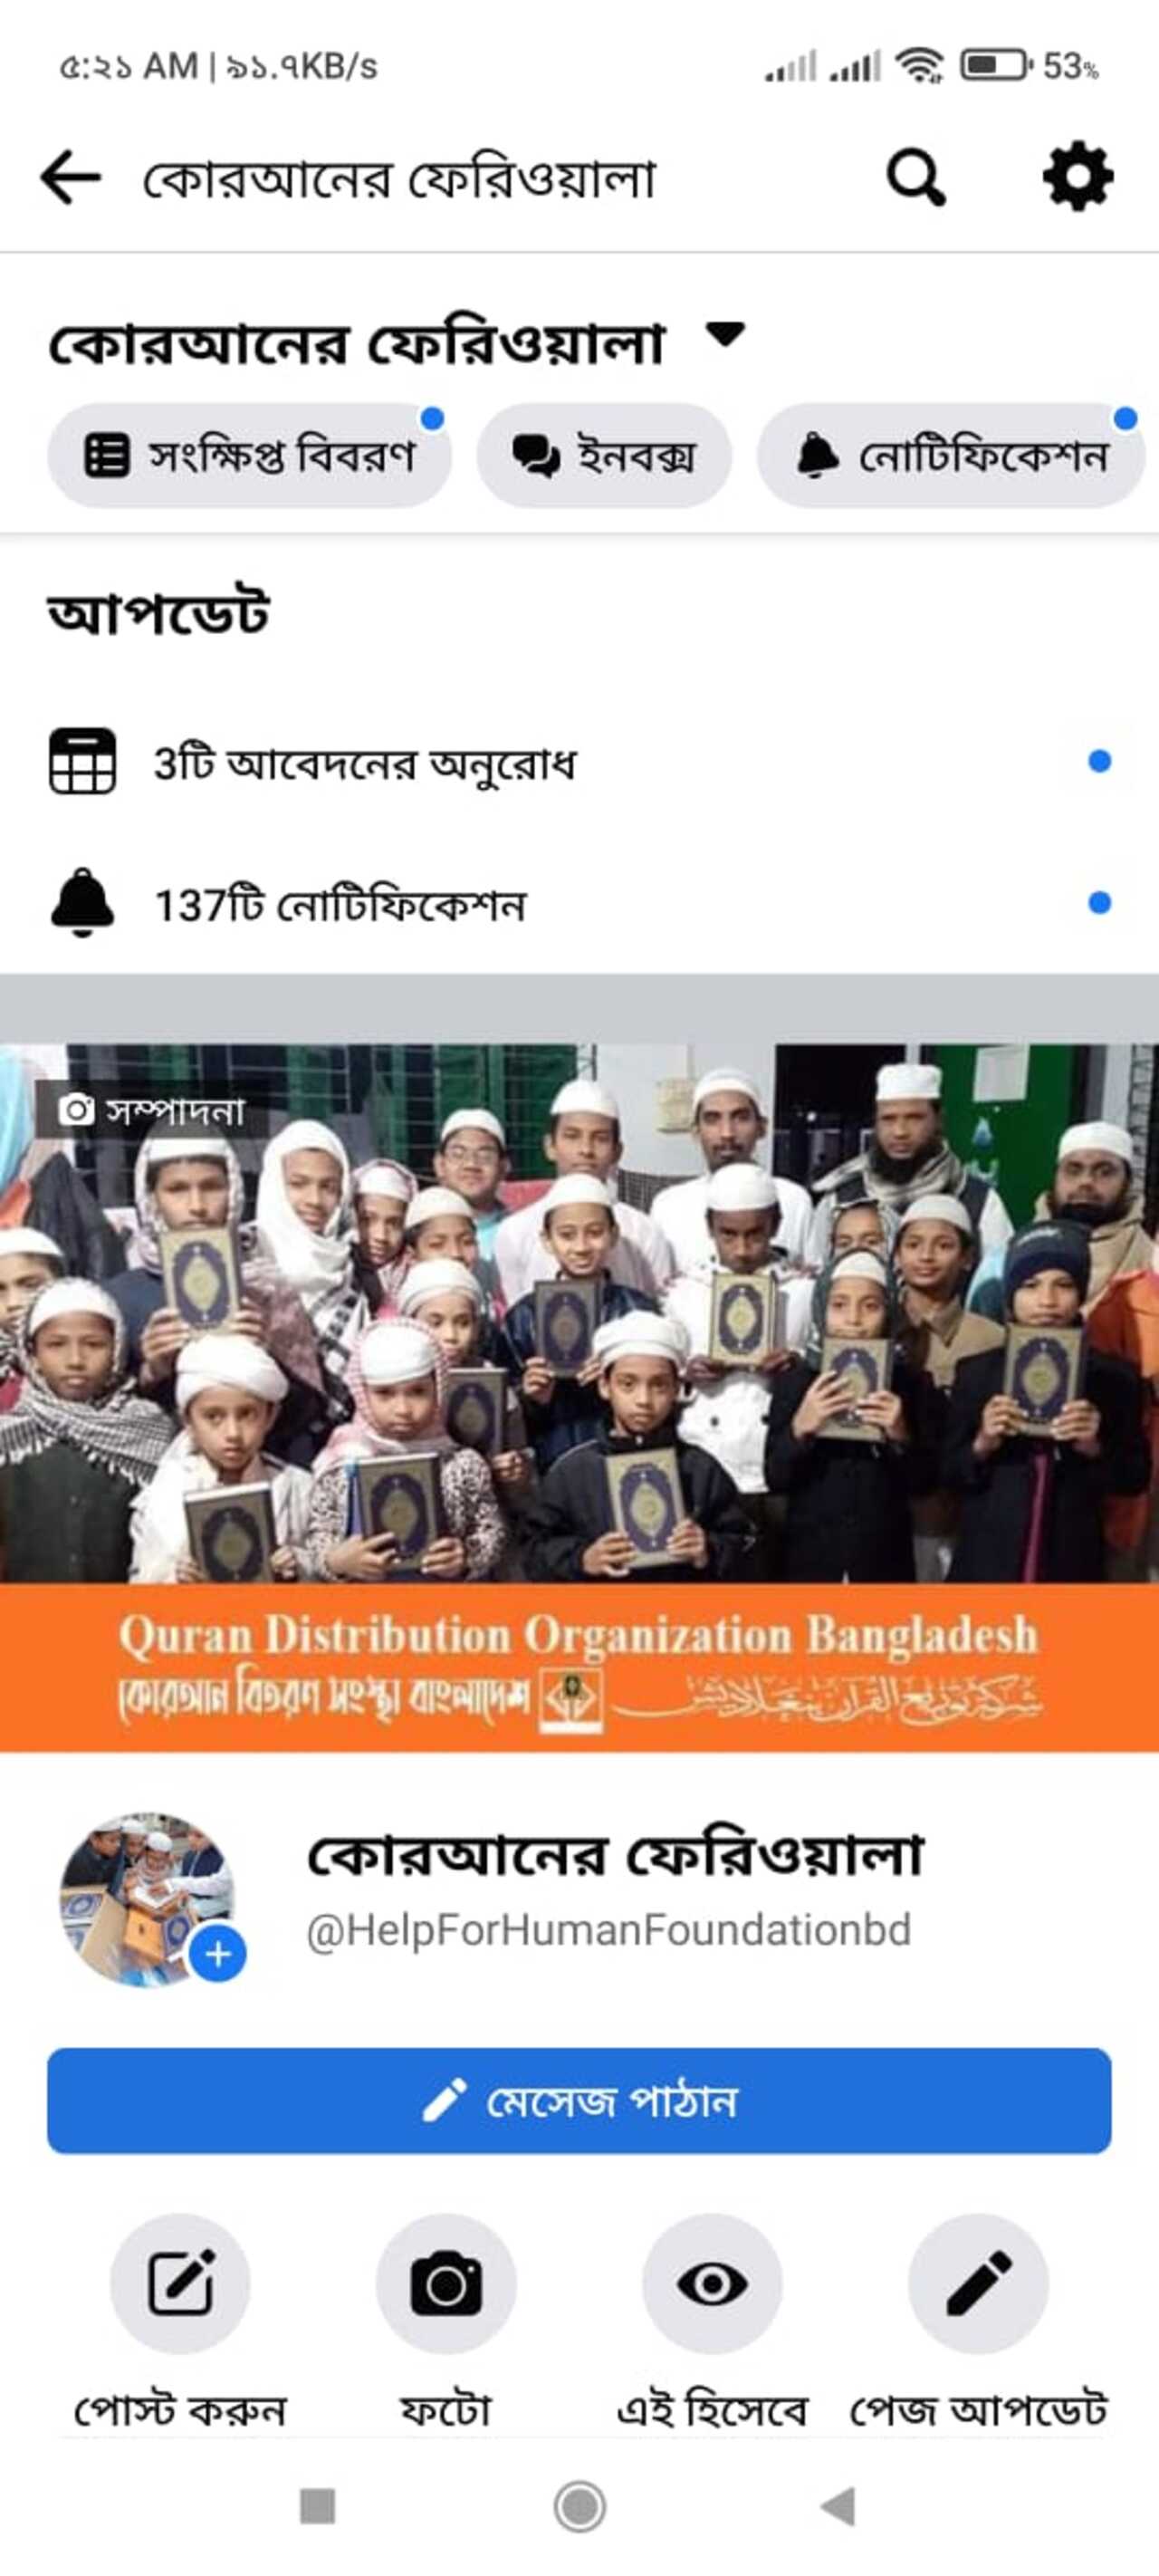 ৫:২১ AM | ৯১.৭KB/s 53%
কোরআনের ফেরিওয়ালা
কোরআনের ফেরিওয়ালা
সংক্ষিপ্ত বিবরণ ইনবক্স নোটিফিকেশন
আপডেট
3টি আবেদনের অনুরোধ
137টি নোটিফিকেশন
সম্পাদনা
Quran Distribution Organization Bangladesh
কোরআন বিতরণ সংস্থা বাংলাদেশ
কোরআনের ফেরিওয়ালা
@HelpForHumanFoundationbd
মেসেজ পাঠান
পোস্ট করুন ফটো এই হিসেবে পেজ আপডেট